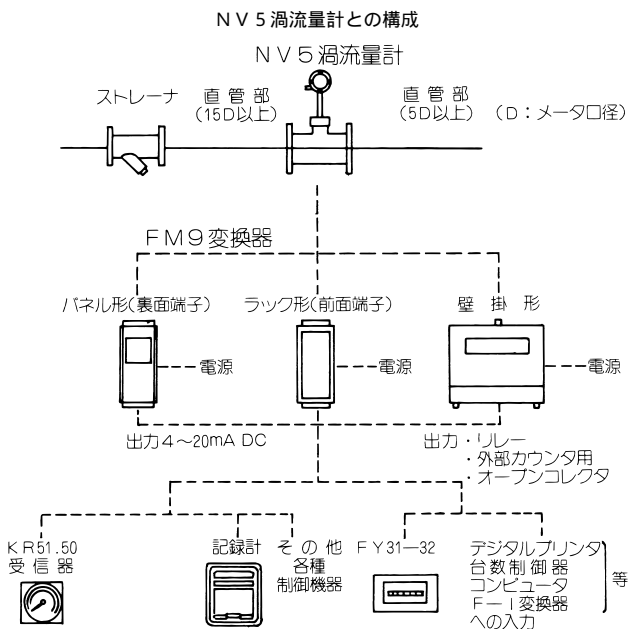 NV5渦流量計との構成
NV5渦流量計
ストレーナ
直管部
(15D以上)
直管部
(5D以上)
(D:メータ口径)
FM9変換器
パネル形(裏面端子)
ラック形(前面端子)
壁掛形
電源
電源
電源
出力4~20mA DC
出力・リレー
・外部カウンタ用
・オープンコレクタ
KR51.50
受信器
記録計
その他
各種
制御機器
FY31-32
デジタルプリンタ
台数制御器
コンピュータ
F-I変換器
への入力
等